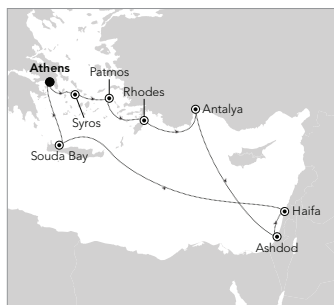 Athens
Patmos
Rhodes
Syros
Antalya
Souda Bay
Haifa
Ashdod